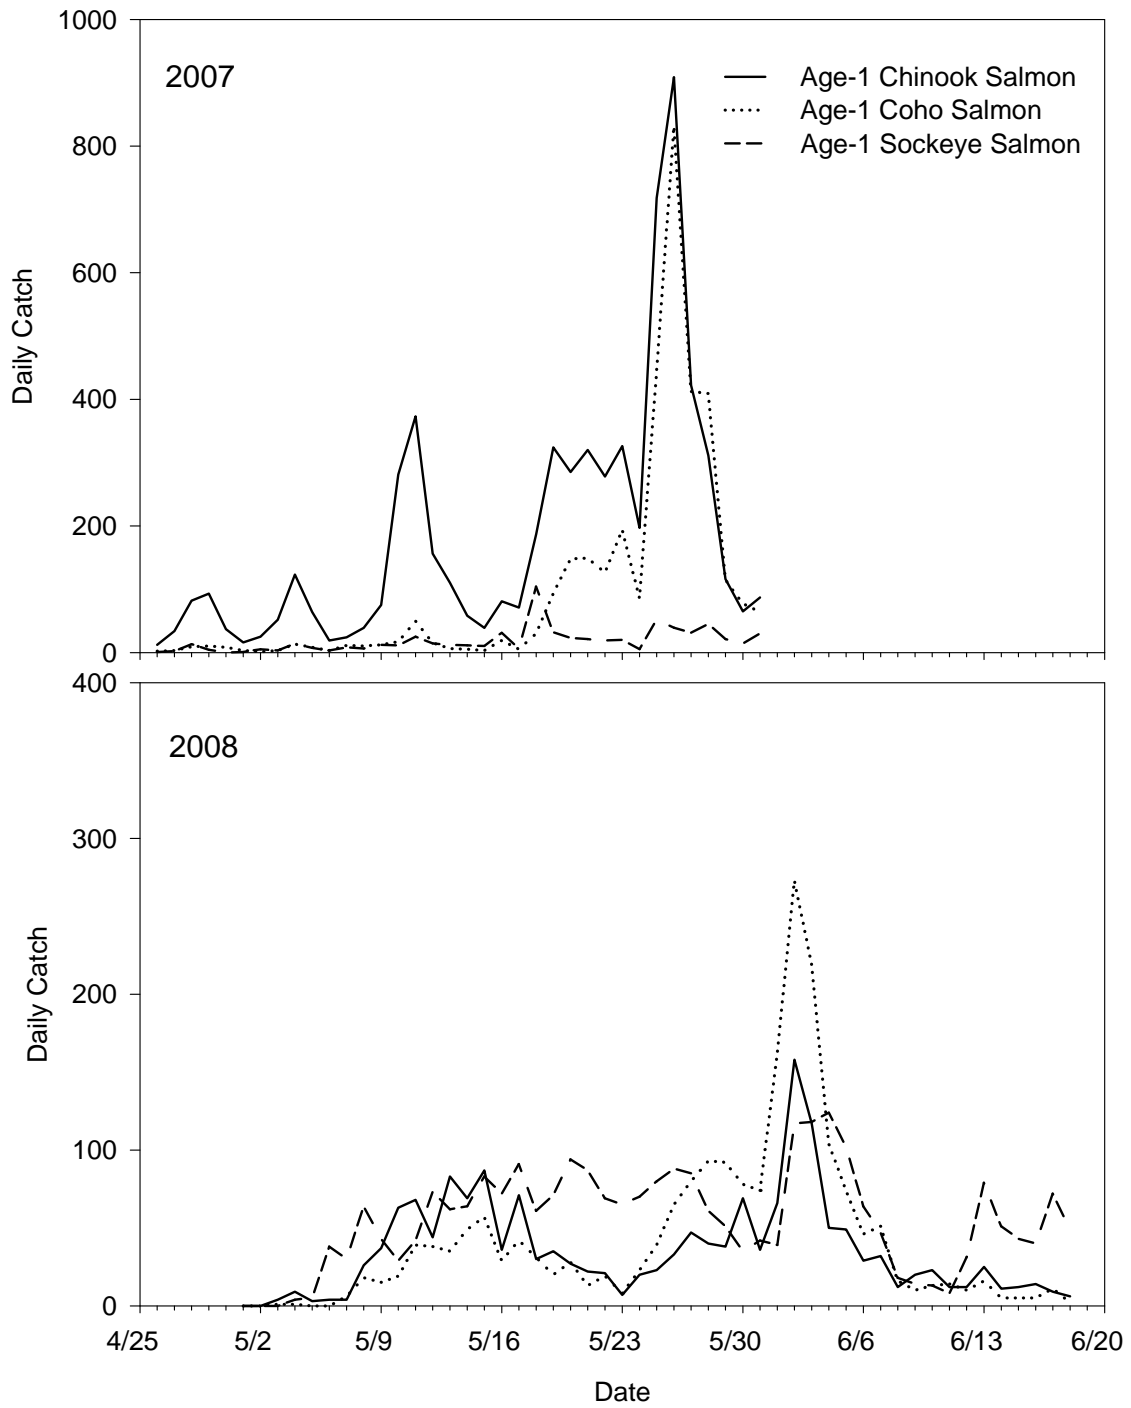 1000
2007
Age-1 Chinook Salmon
Age-1 Coho Salmon
Age-1 Sockeye Salmon
800
600
400
200
0
Daily Catch
400
2008
300
200
100
0
Daily Catch
4/25 5/2 5/9 5/16 5/23 5/30 6/6 6/13 6/20
Date